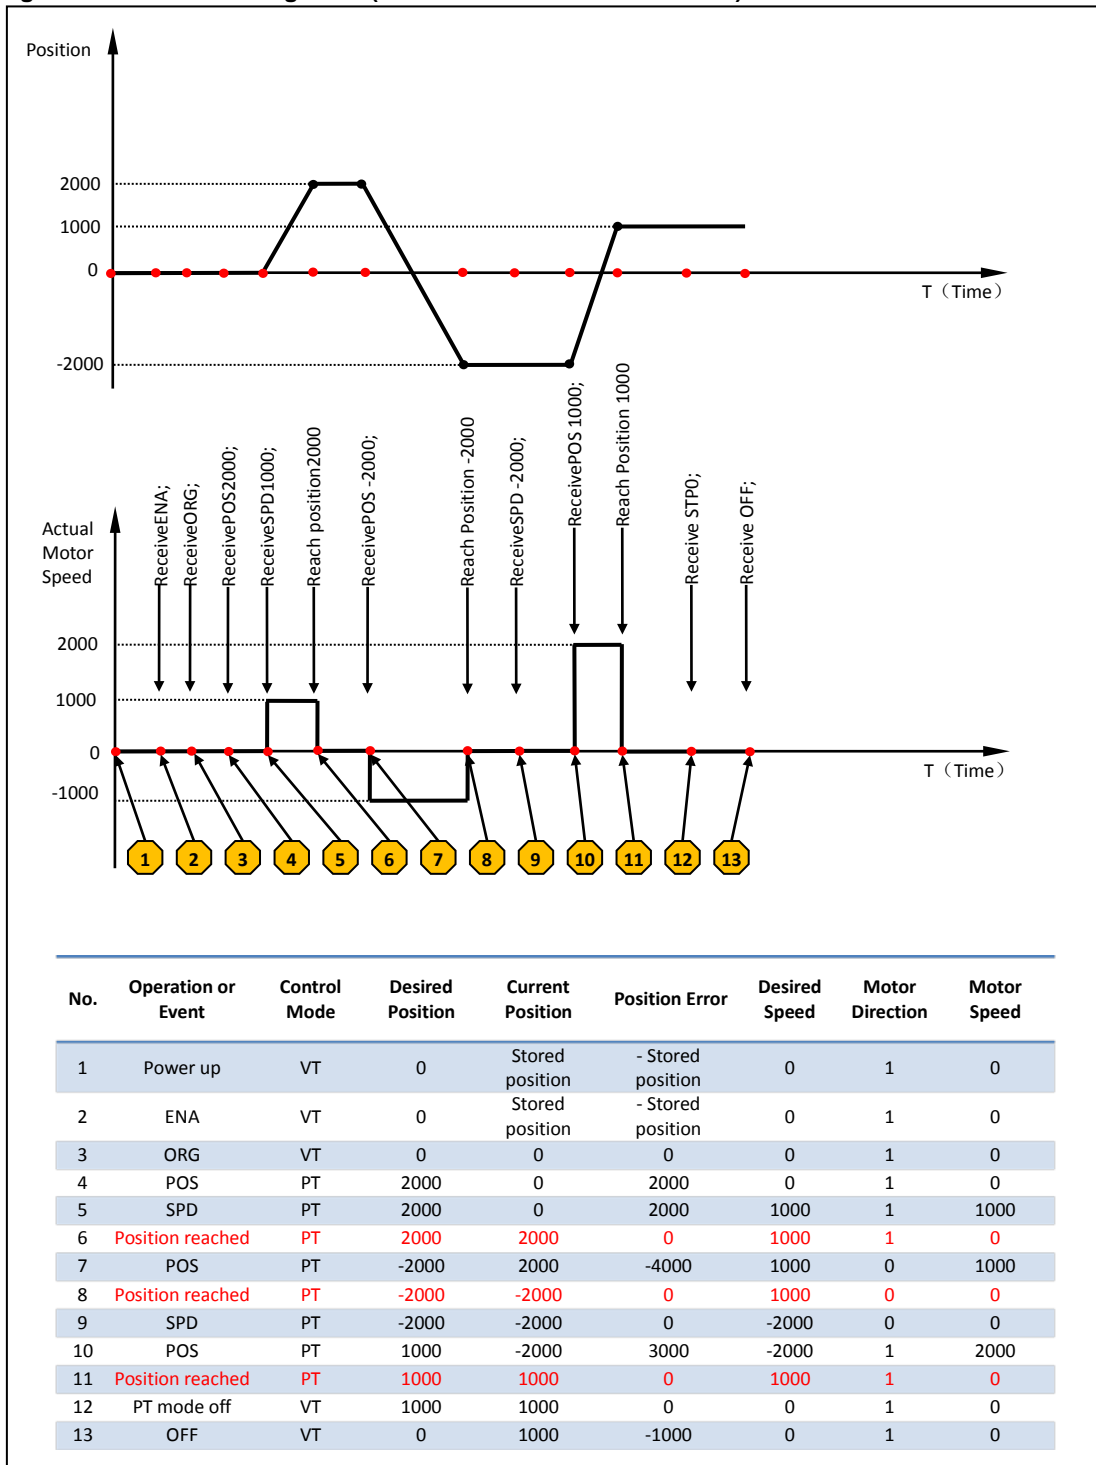 Position
2000
1000
0
T（Time）
-2000
ReceiveENA;
ReceiveORG;
ReceivePOS2000;
ReceiveSPD1000;
Reach position2000
ReceivePOS -2000;
Reach Position -2000
ReceiveSPD -2000;
ReceivePOS 1000;
Reach Position 1000
Receive STP0;
Receive OFF;
Actual
Motor
Speed
2000
1000
0
T（Time）
-1000
1 2 3 4 5 6 7 8 9 10 11 12 13
No. Operation or Event Control Mode Desired Position Current Position Position Error Desired Speed Motor Direction Motor Speed
1 Power up VT 0 Stored position - Stored position 0 1 0
2 ENA VT 0 Stored position - Stored position 0 1 0
3 ORG VT 0 0 0 0 1 0
4 POS PT 2000 0 2000 0 1 0
5 SPD PT 2000 0 2000 1000 1 1000
6 Position reached PT 2000 2000 0 1000 1 0
7 POS PT -2000 2000 -4000 1000 0 1000
8 Position reached PT -2000 -2000 0 1000 0 0
9 SPD PT -2000 -2000 0 -2000 0 0
10 POS PT 1000 -2000 3000 -2000 1 2000
11 Position reached PT 1000 1000 0 1000 1 0
12 PT mode off VT 1000 1000 0 0 1 0
13 OFF VT 0 1000 -1000 0 1 0